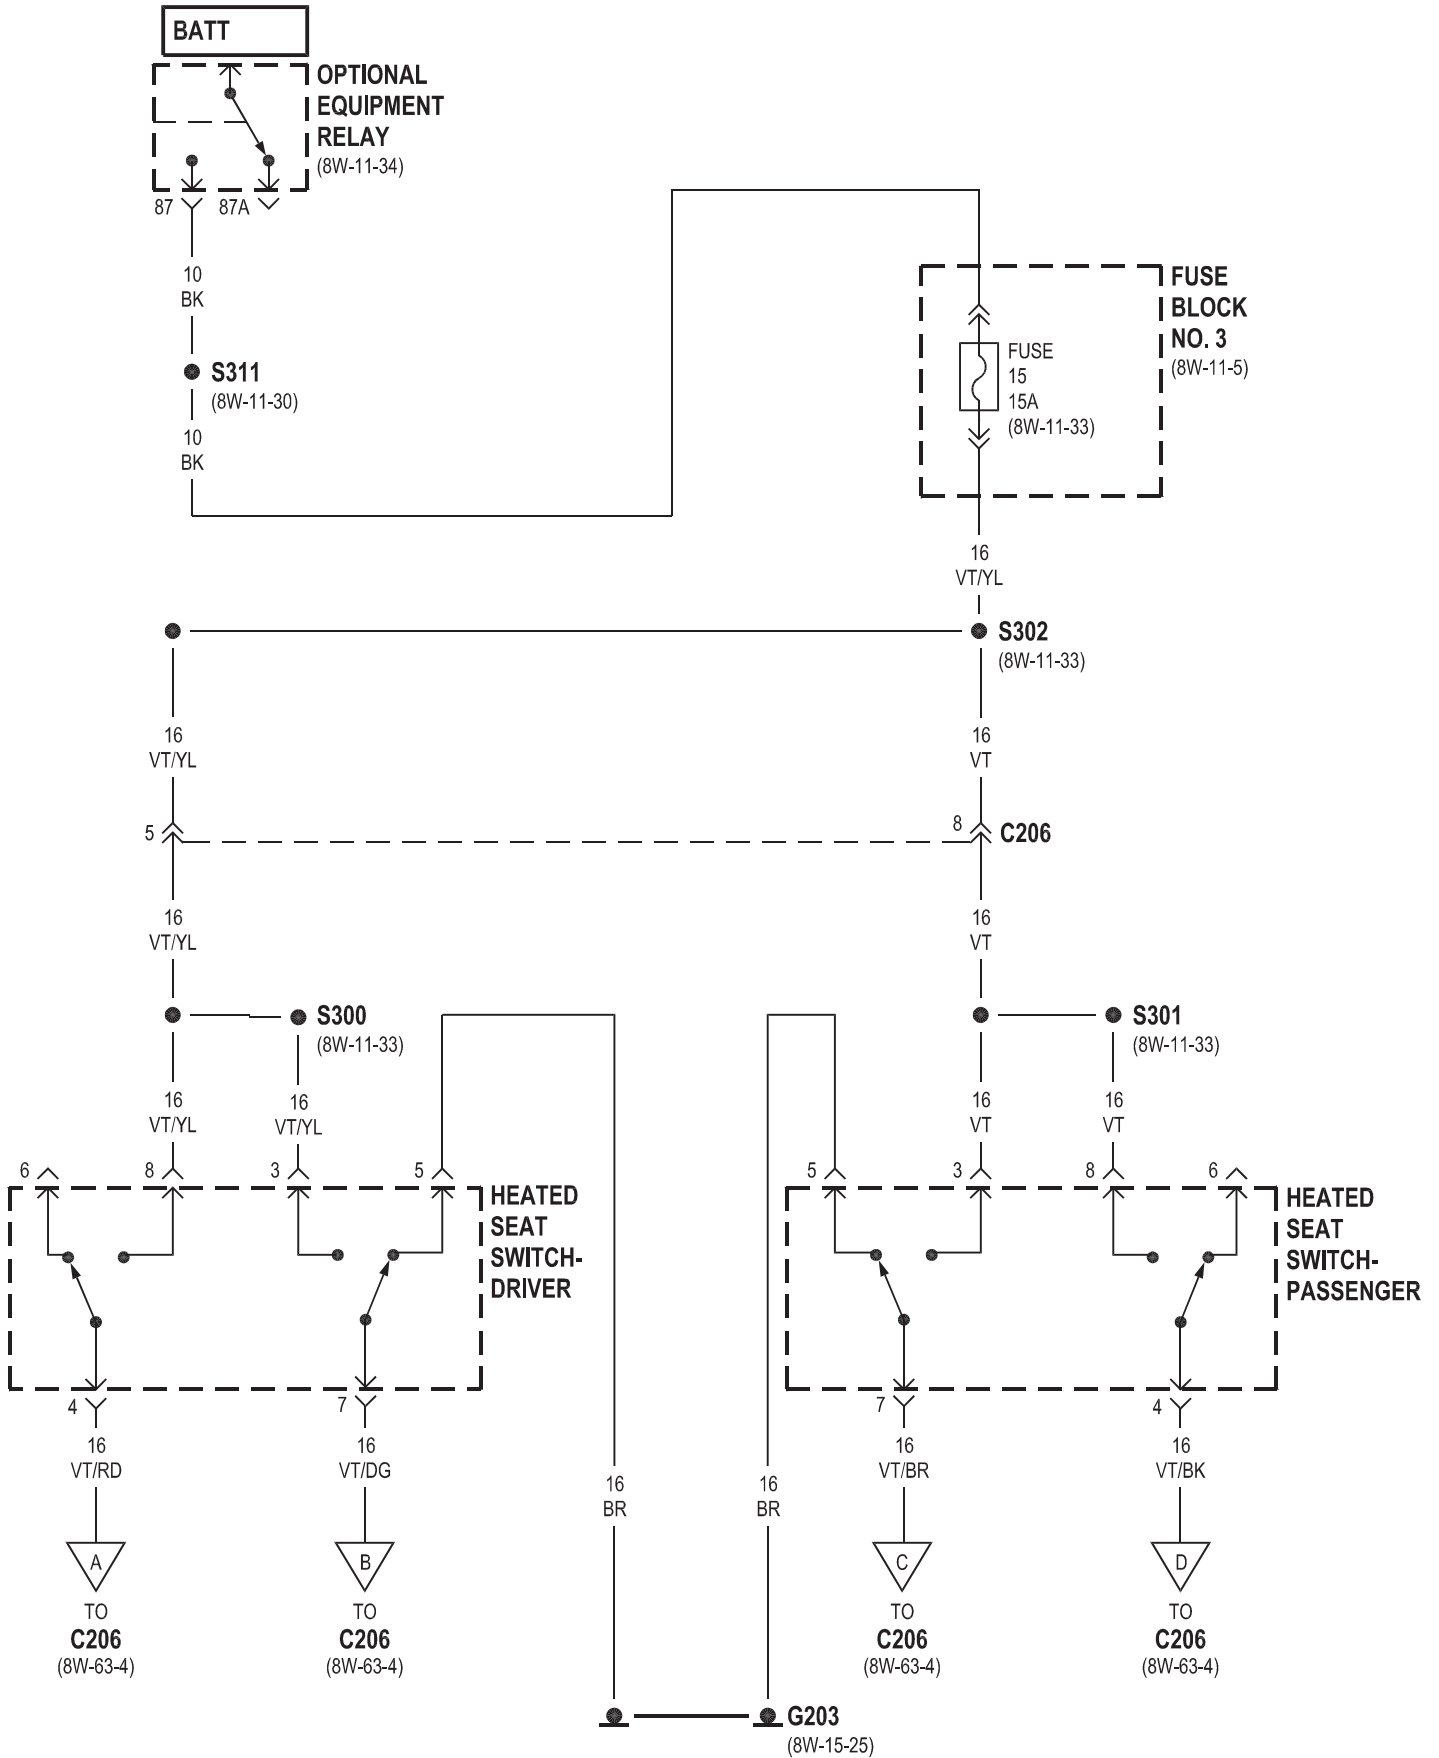 BATT
OPTIONAL
EQUIPMENT
RELAY
(8W-11-34)
87
87A
10
BK
S311
(8W-11-30)
10
BK
FUSE
BLOCK
NO. 3
(8W-11-5)
FUSE
15
15A
(8W-11-33)
16
VT/YL
S302
(8W-11-33)
16
VT/YL
16
VT
5
8
C206
16
VT/YL
16
VT
S300
(8W-11-33)
S301
(8W-11-33)
16
VT/YL
16
VT/YL
16
VT
16
VT
6
8
3
5
5
3
8
6
HEATED
SEAT
SWITCH-
DRIVER
HEATED
SEAT
SWITCH-
PASSENGER
4
7
7
4
16
VT/RD
16
VT/DG
16
BR
16
BR
16
VT/BR
16
VT/BK
A
B
C
D
TO
C206
(8W-63-4)
TO
C206
(8W-63-4)
TO
C206
(8W-63-4)
TO
C206
(8W-63-4)
G203
(8W-15-25)